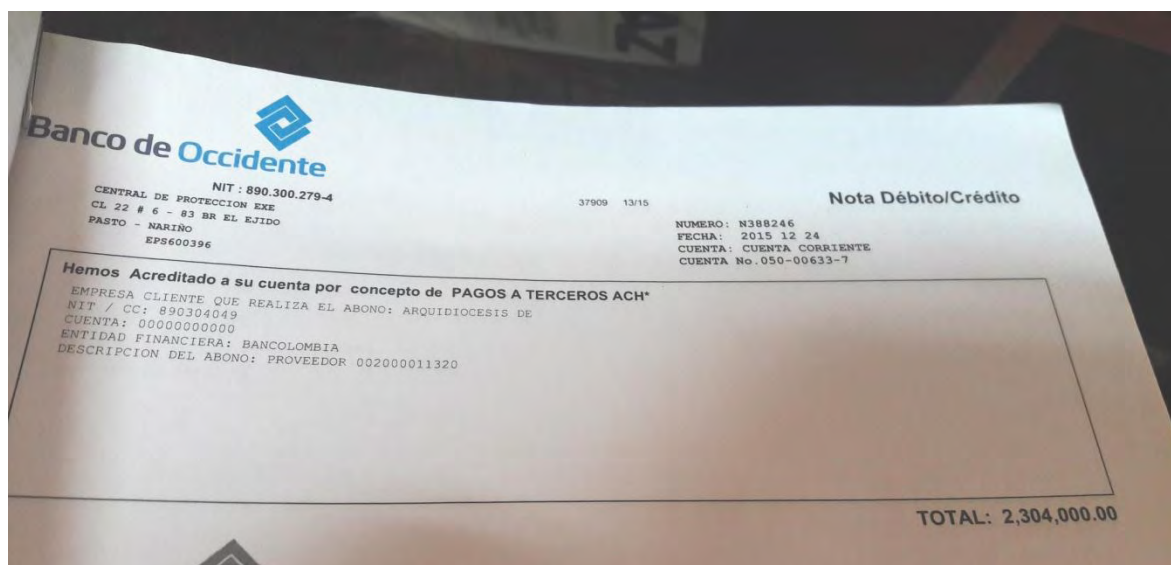 Banco de Occidente
NIT : 890.300.279-4
CENTRAL DE PROTECCION EXE
CL 22 # 6 - 83 BR EL EJIDO
PASTO - NARIÑO
EPS600396
37909 13/15
Nota Débito/Crédito
NUMERO: N388246
FECHA: 2015 12 24
CUENTA: CUENTA CORRIENTE
CUENTA No.050-00633-7
Hemos Acreditado a su cuenta por concepto de PAGOS A TERCEROS ACH*
EMPRESA CLIENTE QUE REALIZA EL ABONO: ARQUIDIOCESIS DE
NIT / CC: 890304049
CUENTA: 00000000000
ENTIDAD FINANCIERA: BANCOLOMBIA
DESCRIPCION DEL ABONO: PROVEEDOR 002000011320
TOTAL: 2,304,000.00